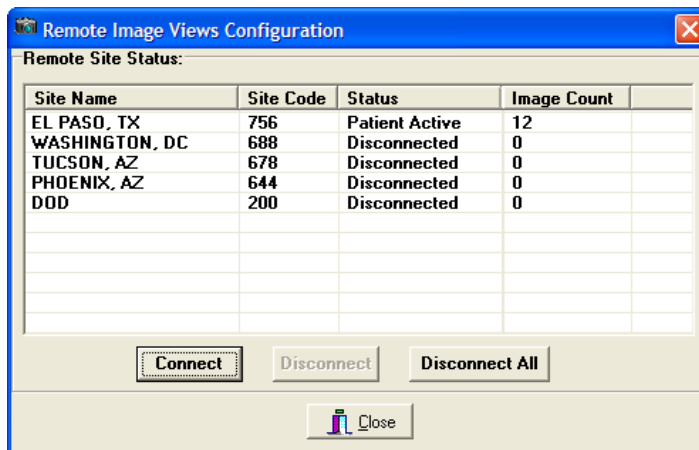 Remote Image Views Configuration
Remote Site Status:
Site Name Site Code Status Image Count
EL PASO, TX 756 Patient Active 12
WASHINGTON, DC 688 Disconnected 0
TUCSON, AZ 678 Disconnected 0
PHOENIX, AZ 644 Disconnected 0
DOD 200 Disconnected 0
Connect Disconnect Disconnect All
Close